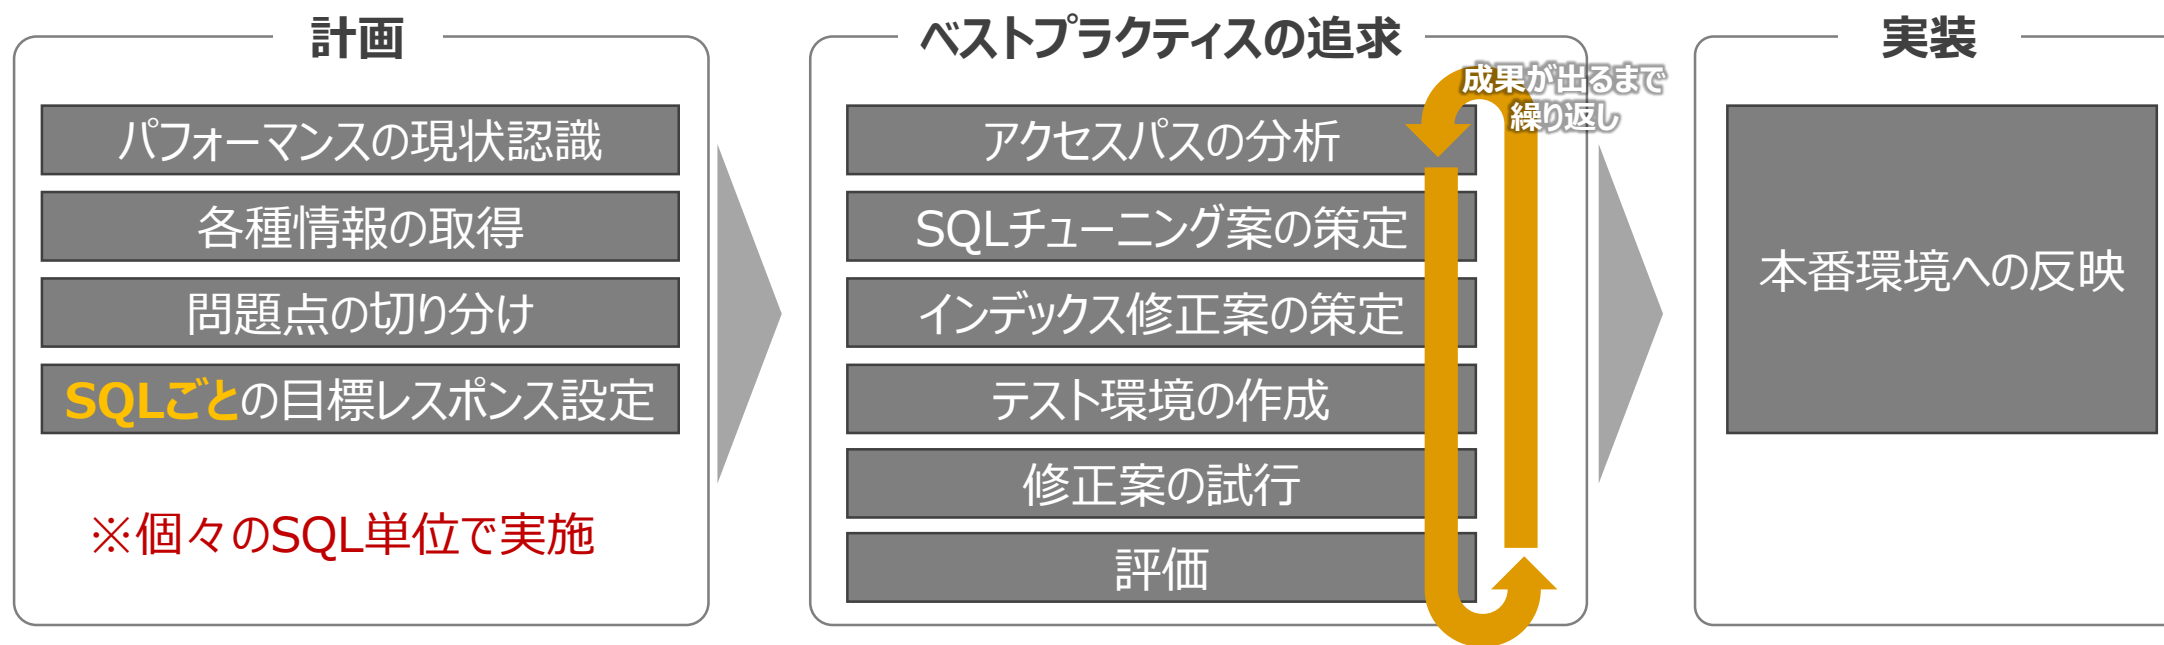 計画
パフォーマンスの現状認識
各種情報の取得
問題点の切り分け
SQLごとの目標レスポンス設定
※個々のSQL単位で実施
ベストプラクティスの追求
成果が出るまで
繰り返し
アクセスパスの分析
SQLチューニング案の策定
インデックス修正案の策定
テスト環境の作成
修正案の試行
評価
実装
本番環境への反映